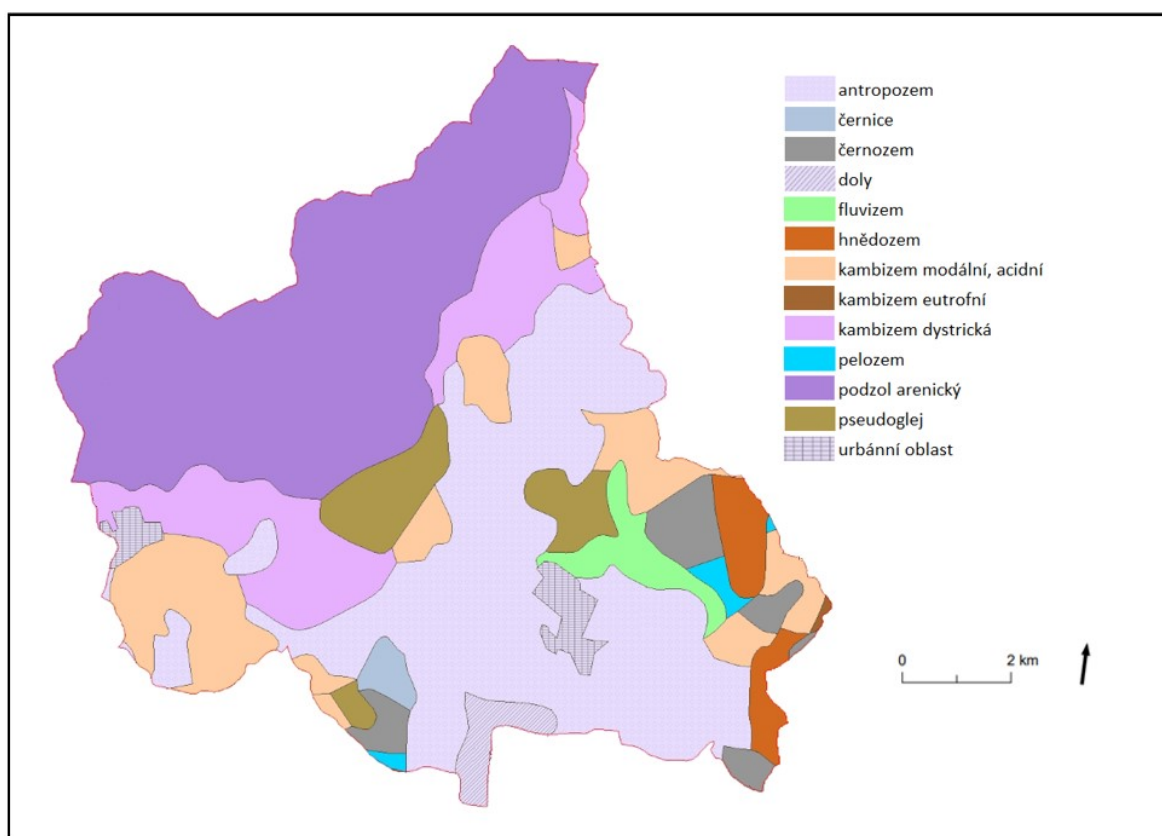 antropozem
černice
černozem
doly
fluvizem
hnědozem
kambizem modální, acidní
kambizem eutrofní
kambizem dystrická
pelozem
podzol arenický
pseudoglej
urbánní oblast
0 2 km